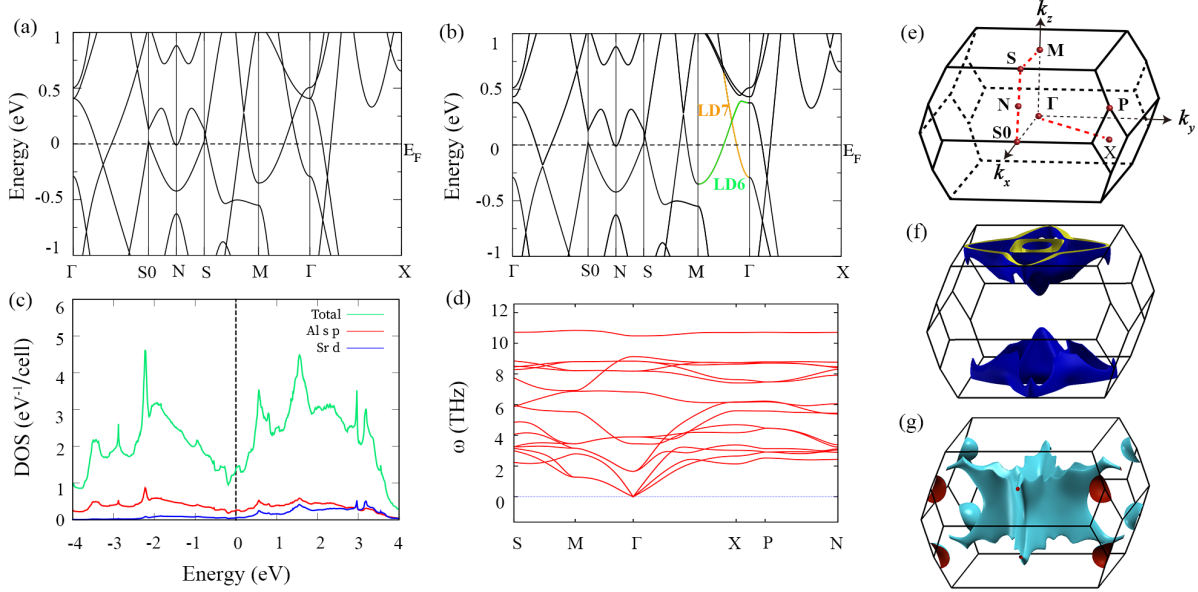 (a)
1
0.5
0
-0.5
-1
Energy (eV)
E_F
Γ S0 N S M Γ X
(b)
1
0.5
0
-0.5
-1
Energy (eV)
LD7
LD6
E_F
Γ S0 N S M Γ X
(c)
6
5
4
3
2
1
0
DOS (eV⁻¹/cell)
Total
Al s p
Sr d
-4 -3 -2 -1 0 1 2 3 4
Energy (eV)
(d)
12
10
8
6
4
2
0
ω (THz)
S M Γ X P N
(e)
k_z
M
S
N
Γ
P
k_y
S0
X
k_x
(f)
(g)